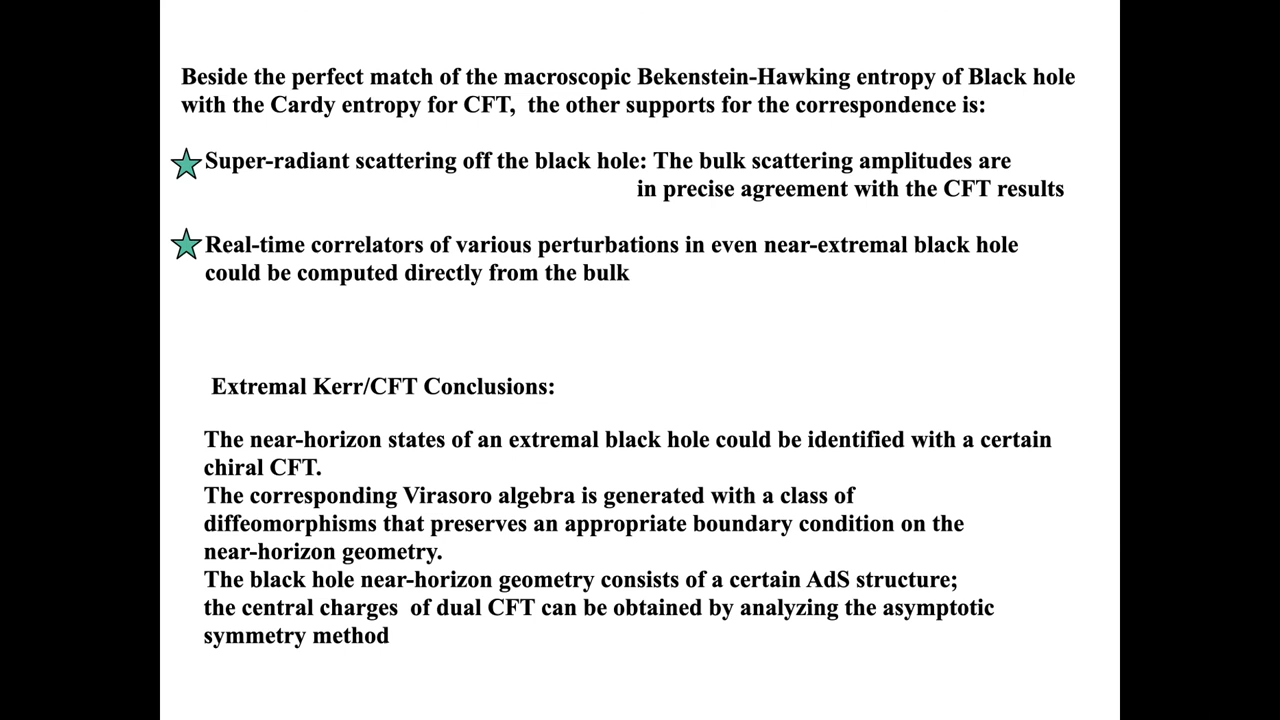 Beside the perfect match of the macroscopic Bekenstein-Hawking entropy of Black hole
with the Cardy entropy for CFT, the other supports for the correspondence is:
Super-radiant scattering off the black hole: The bulk scattering amplitudes are
in precise agreement with the CFT results
Real-time correlators of various perturbations in even near-extremal black hole
could be computed directly from the bulk
Extremal Kerr/CFT Conclusions:
The near-horizon states of an extremal black hole could be identified with a certain
chiral CFT.
The corresponding Virasoro algebra is generated with a class of
diffeomorphisms that preserves an appropriate boundary condition on the
near-horizon geometry.
The black hole near-horizon geometry consists of a certain AdS structure;
the central charges of dual CFT can be obtained by analyzing the asymptotic
symmetry method